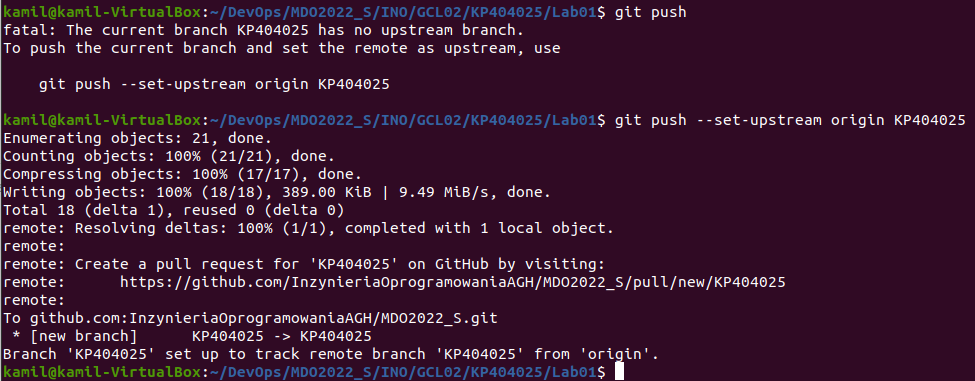 kamil@kamil-VirtualBox:~/DevOps/MDO2022_S/INO/GCL02/KP404025/Lab01$ git push
fatal: The current branch KP404025 has no upstream branch.
To push the current branch and set the remote as upstream, use
    git push --set-upstream origin KP404025
kamil@kamil-VirtualBox:~/DevOps/MDO2022_S/INO/GCL02/KP404025/Lab01$ git push --set-upstream origin KP404025
Enumerating objects: 21, done.
Counting objects: 100% (21/21), done.
Compressing objects: 100% (17/17), done.
Writing objects: 100% (18/18), 389.00 KiB | 9.49 MiB/s, done.
Total 18 (delta 1), reused 0 (delta 0)
remote: Resolving deltas: 100% (1/1), completed with 1 local object.
remote:
remote: Create a pull request for 'KP404025' on GitHub by visiting:
remote:      https://github.com/InzynieriaOprogramowaniaAGH/MDO2022_S/pull/new/KP404025
remote:
To github.com:InzynieriaOprogramowaniaAGH/MDO2022_S.git
 * [new branch]      KP404025 -> KP404025
Branch 'KP404025' set up to track remote branch 'KP404025' from 'origin'.
kamil@kamil-VirtualBox:~/DevOps/MDO2022_S/INO/GCL02/KP404025/Lab01$